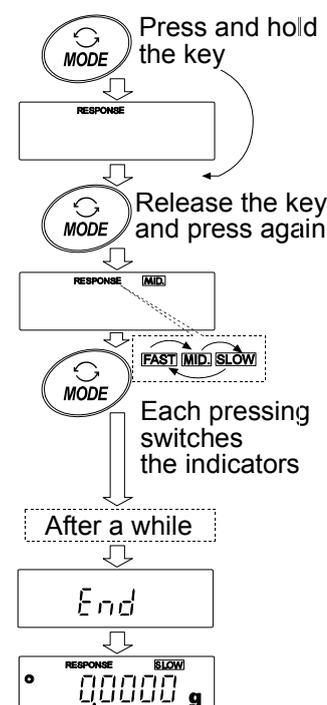 Press and hold
MODE
the key
RESPONSE
Release the key
MODE
and press again
RESPONSE MID.
FAST MID. SLOW
MODE
Each pressing
switches
the indicators
After a while
End
RESPONSE SLOW
0.0000 g